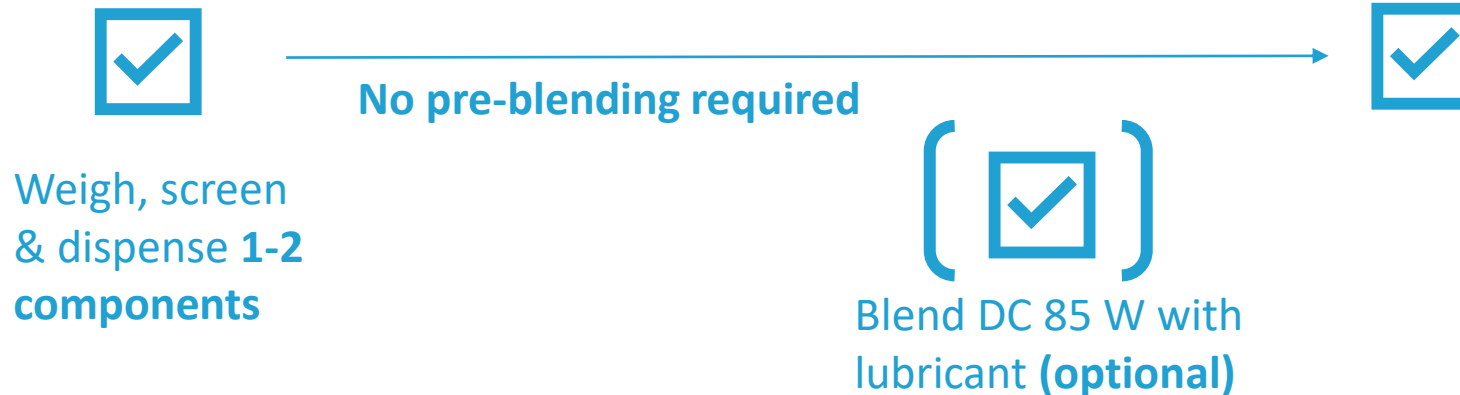 No pre-blending required
Weigh, screen
& dispense 1-2
components
Blend DC 85 W with
lubricant (optional)